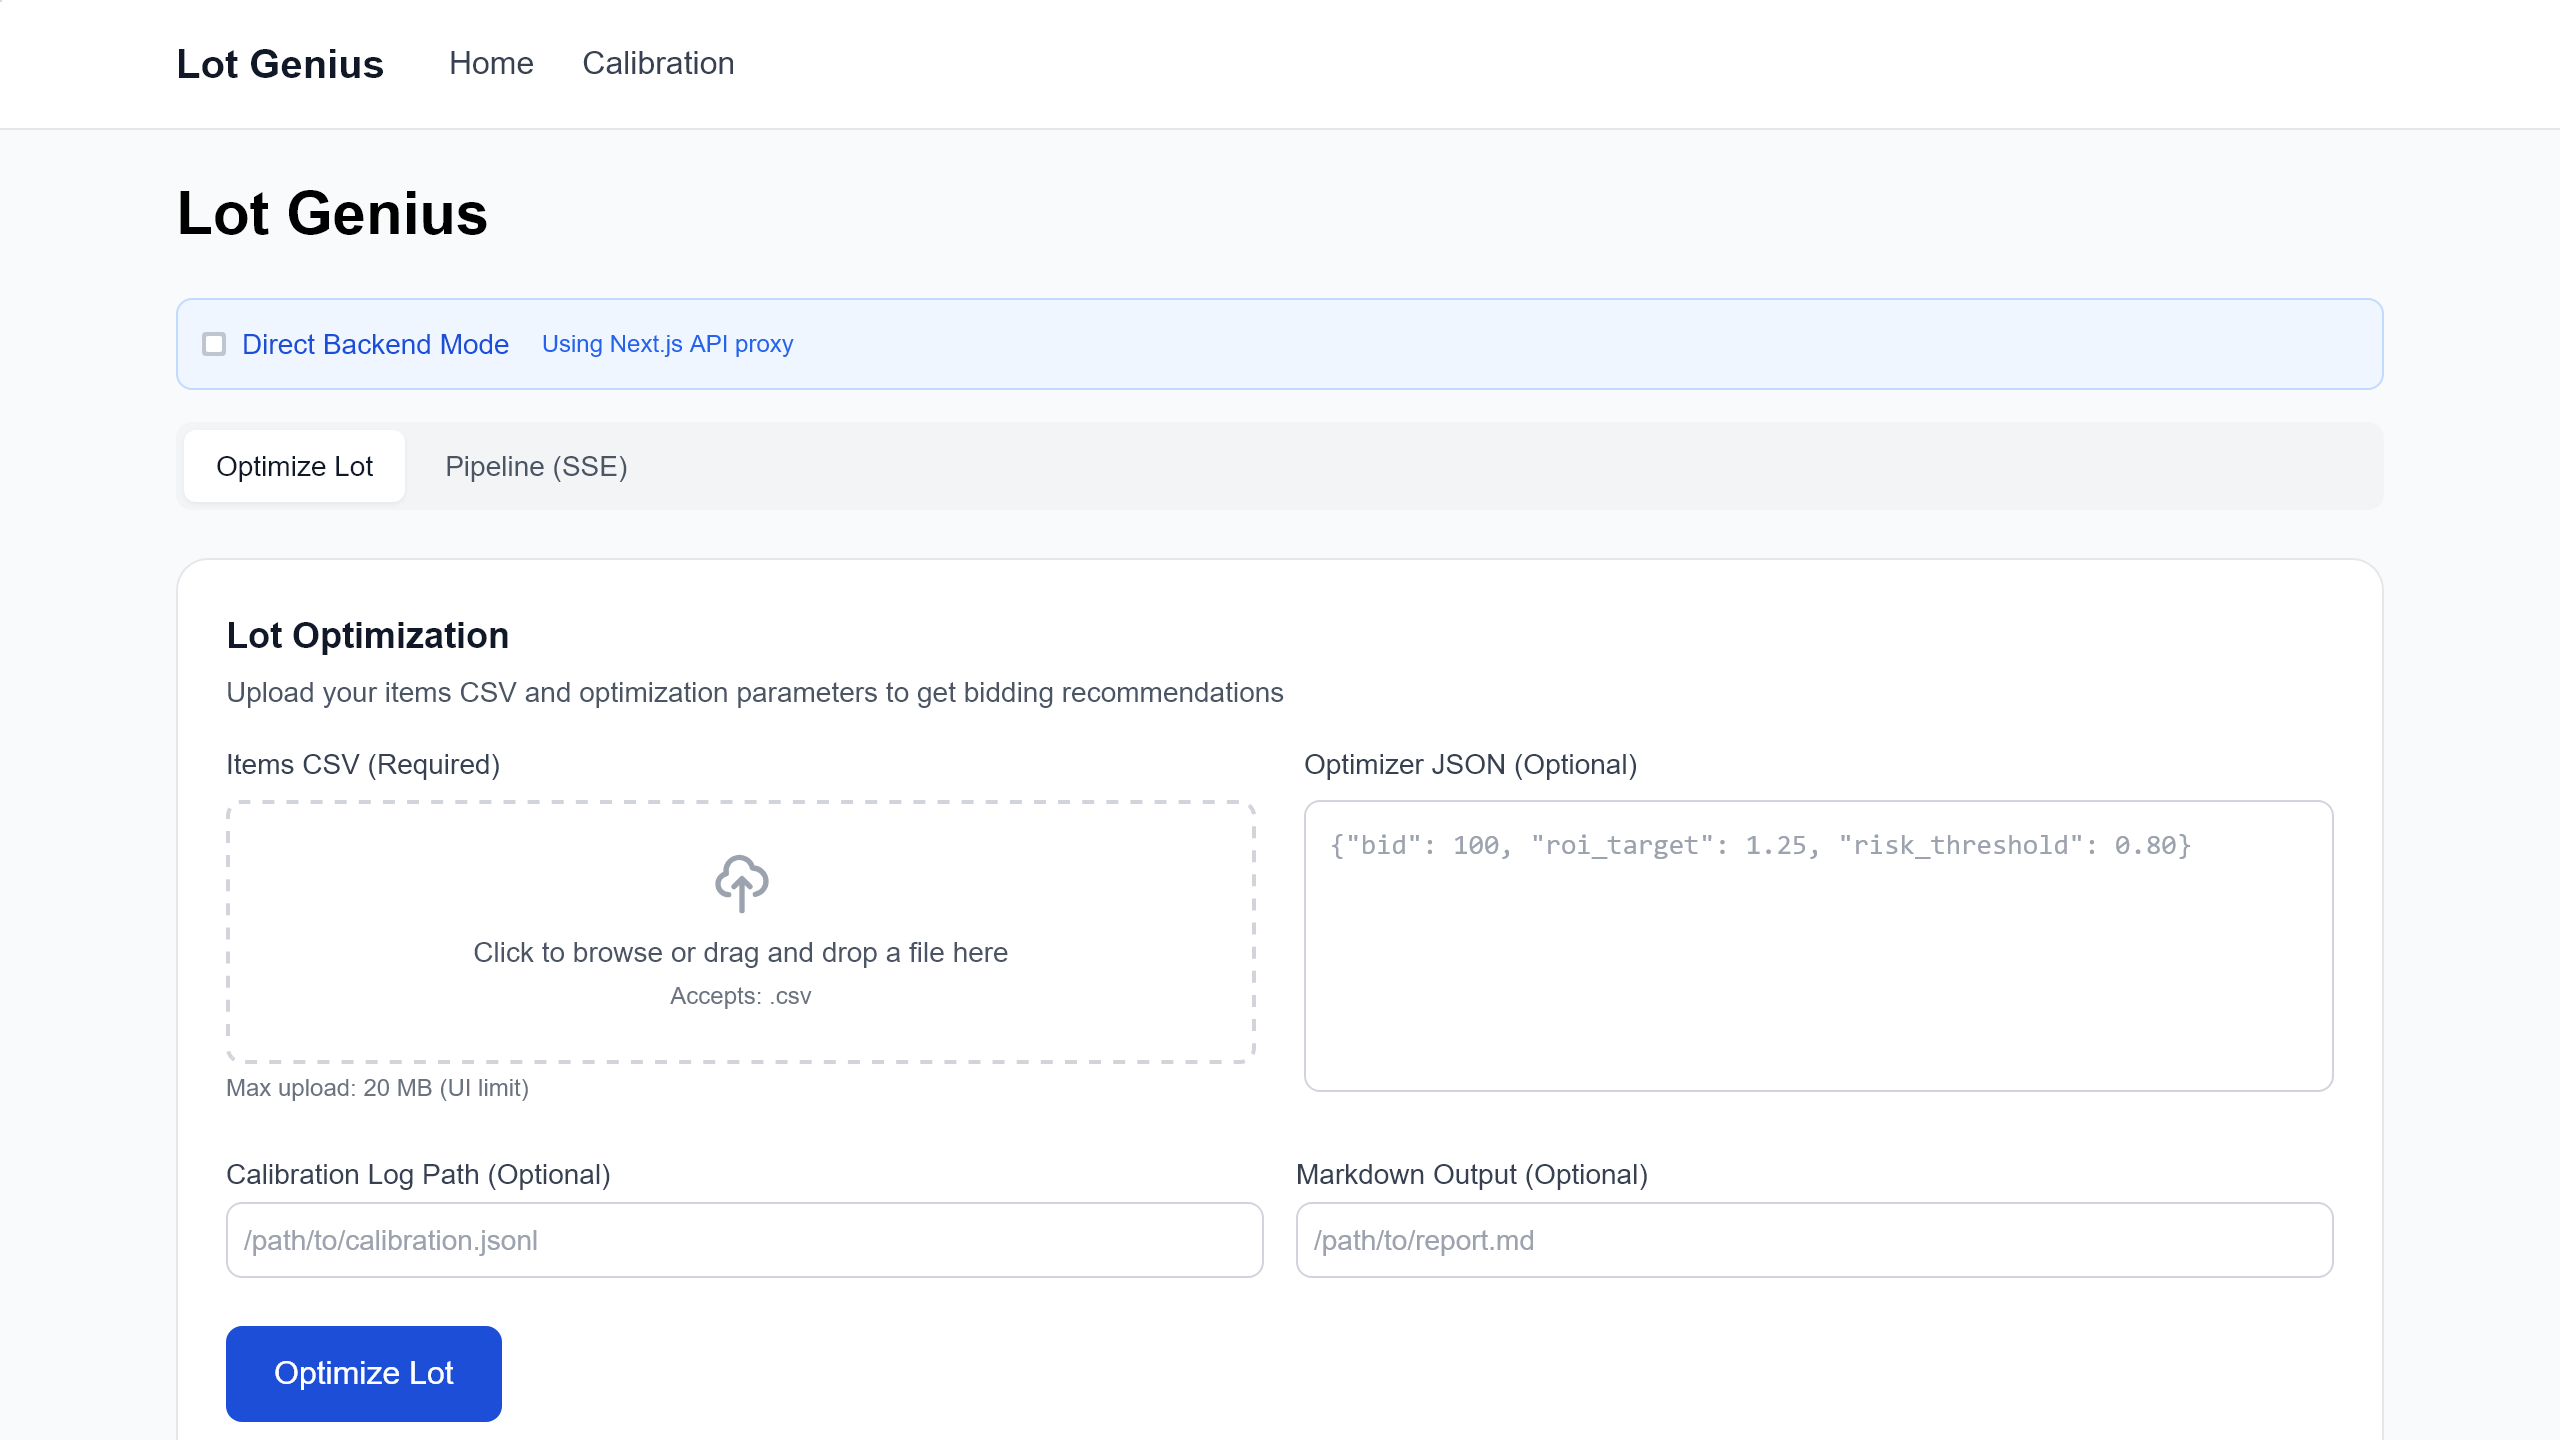 Lot Genius Home Calibration
Lot Genius
Direct Backend Mode Using Next.js API proxy
Optimize Lot Pipeline (SSE)
Lot Optimization
Upload your items CSV and optimization parameters to get bidding recommendations
Items CSV (Required)
Click to browse or drag and drop a file here
Accepts: .csv
Max upload: 20 MB (UI limit)
Optimizer JSON (Optional)
{"bid": 100, "roi_target": 1.25, "risk_threshold": 0.80}
Calibration Log Path (Optional)
/path/to/calibration.jsonl
Markdown Output (Optional)
/path/to/report.md
Optimize Lot